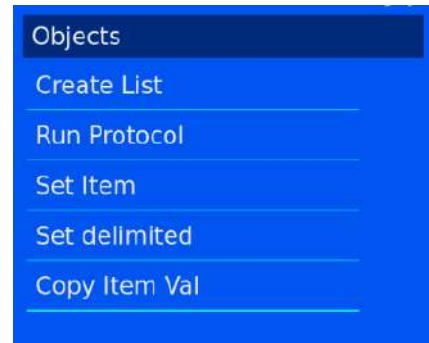 Objects
Create List
Run Protocol
Set Item
Set delimited
Copy Item Val